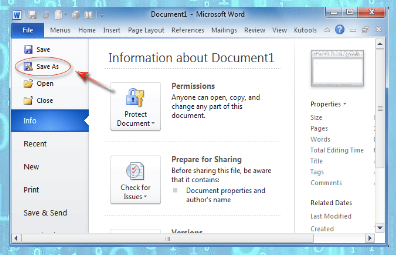 Document1 - Microsoft Word
File Menus Home Insert Page Layout References Mailings Review View Kutools
Save
Save As
Open
Close
Info
Recent
New
Print
Save & Send
Information about Document1
Protect
Document
Permissions
Anyone can open, copy, and
change any part of this
document.
Check for
Issues
Prepare for Sharing
Before sharing this file, be aware
that it contains:
Document properties and
author's name
Versions
Properties
Size
Pages
Words
Total Editing Time
Title
Tags
Comments
Related Dates
Last Modified
Created